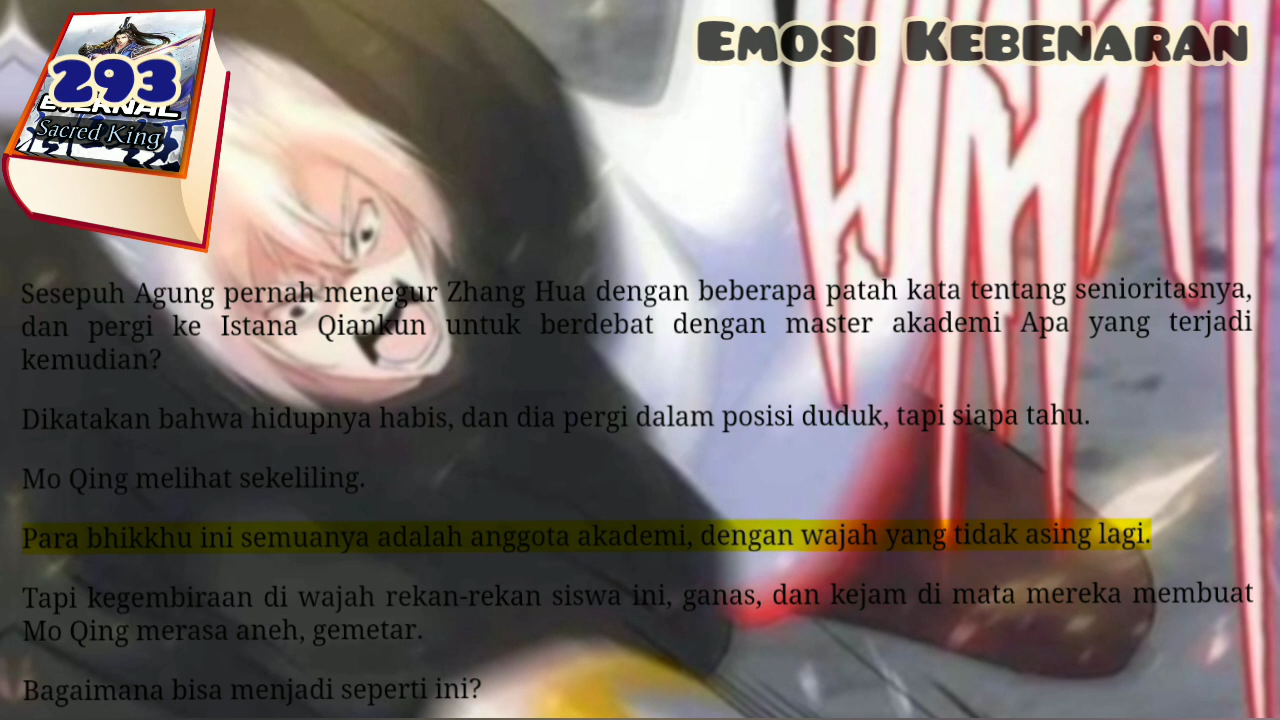 Emosi Kebenaran
293
ETERNAL
Sacred King
Sesepuh Agung pernah menegur Zhang Hua dengan beberapa patah kata tentang senioritasnya,
dan pergi ke Istana Qiankun untuk berdebat dengan master akademi Apa yang terjadi
kemudian?
Dikatakan bahwa hidupnya habis, dan dia pergi dalam posisi duduk, tapi siapa tahu.
Mo Qing melihat sekeliling.
Para bhikkhu ini semuanya adalah anggota akademi, dengan wajah yang tidak asing lagi.
Tapi kegembiraan di wajah rekan-rekan siswa ini, ganas, dan kejam di mata mereka membuat
Mo Qing merasa aneh, gemetar.
Bagaimana bisa menjadi seperti ini?